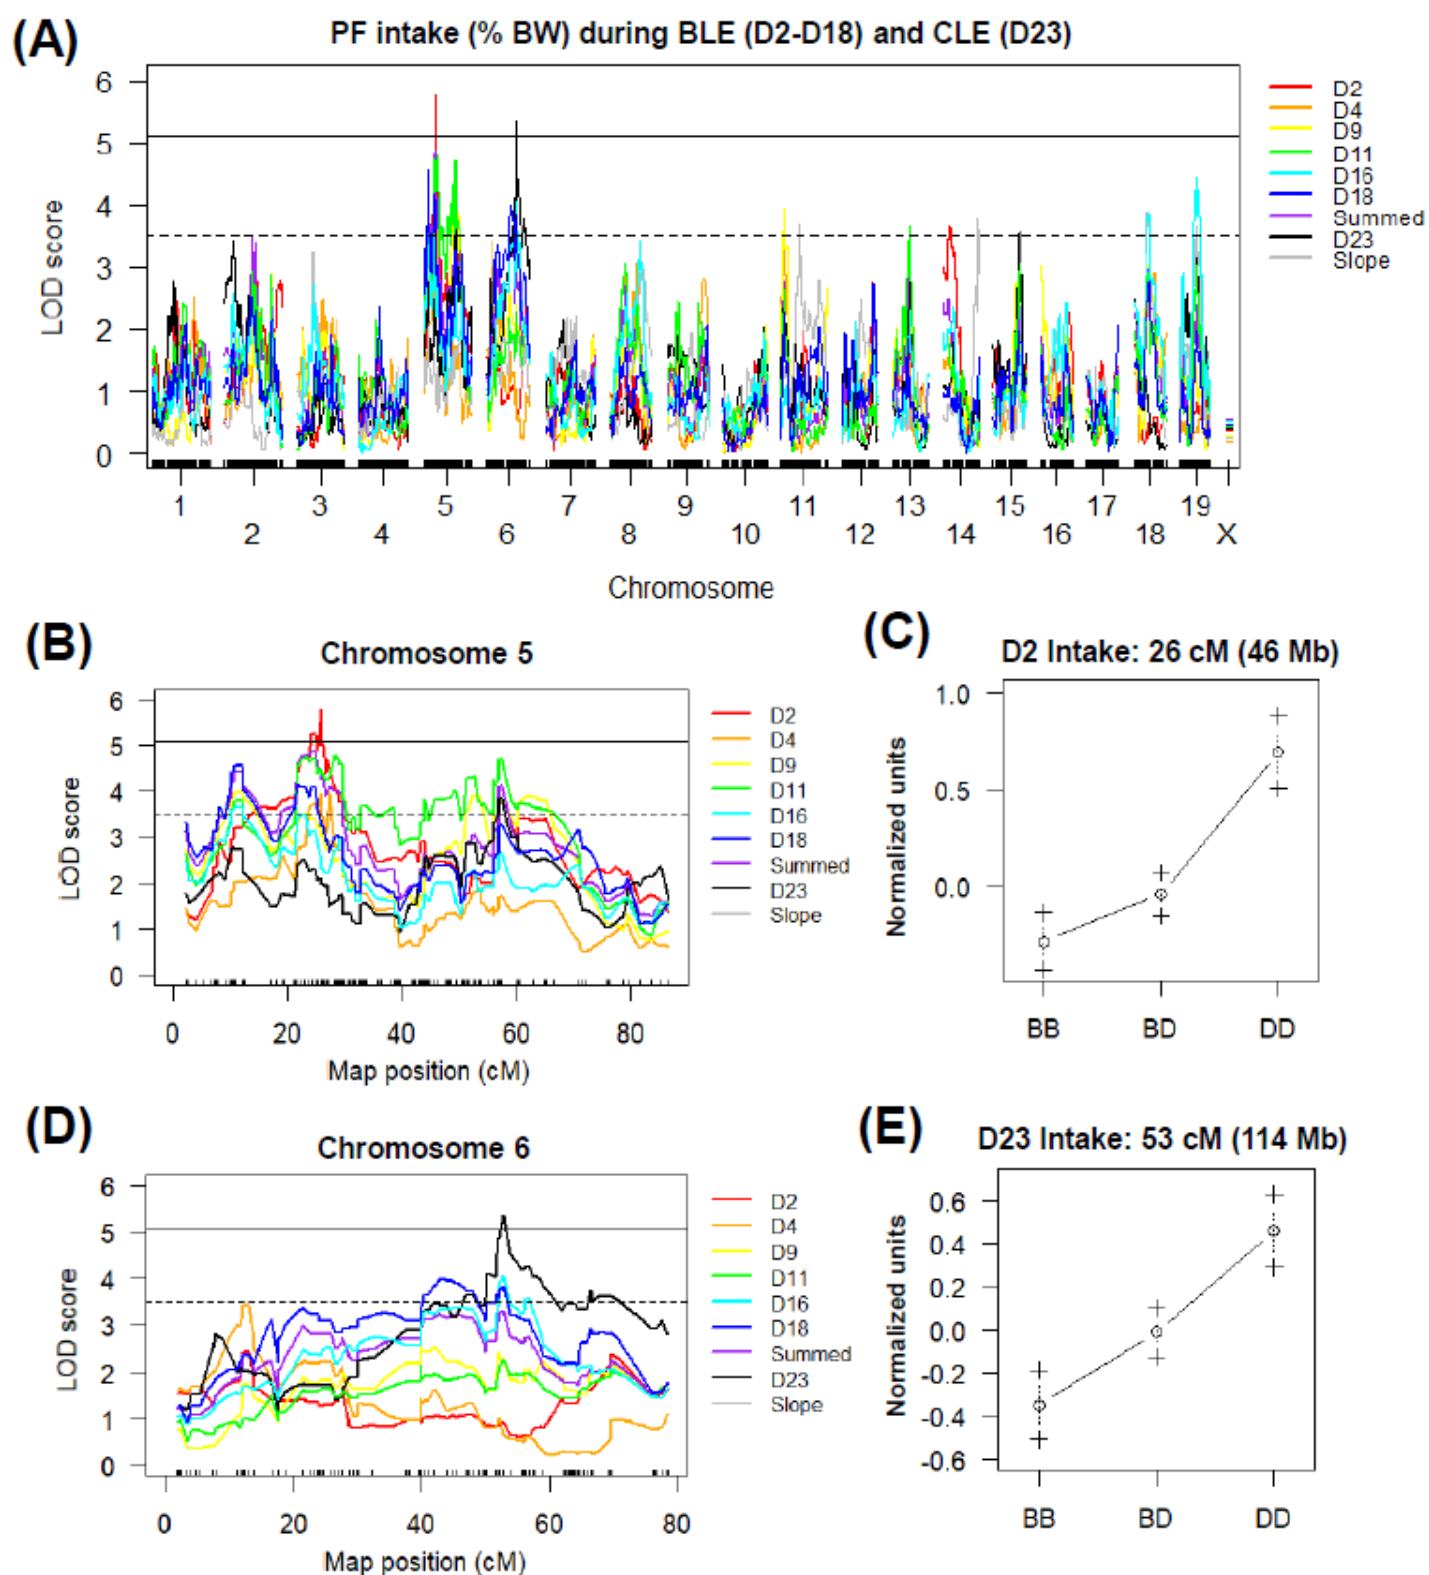 (A)
PF intake (% BW) during BLE (D2-D18) and CLE (D23)
6
5
4
3
2
1
0
LOD score
1 3 5 7 9 11 13 15 17 19
2 4 6 8 10 12 14 16 18 X
Chromosome
D2
D4
D9
D11
D16
D18
Summed
D23
Slope
(B)
Chromosome 5
6
5
4
3
2
1
0
LOD score
0 20 40 60 80
Map position (cM)
D2
D4
D9
D11
D16
D18
Summed
D23
Slope
(C)
D2 Intake: 26 cM (46 Mb)
1.0
0.5
0.0
Normalized units
BB BD DD
(D)
Chromosome 6
6
5
4
3
2
1
0
LOD score
0 20 40 60 80
Map position (cM)
D2
D4
D9
D11
D16
D18
Summed
D23
Slope
(E)
D23 Intake: 53 cM (114 Mb)
0.6
0.4
0.2
0.0
-0.2
-0.4
-0.6
Normalized units
BB BD DD